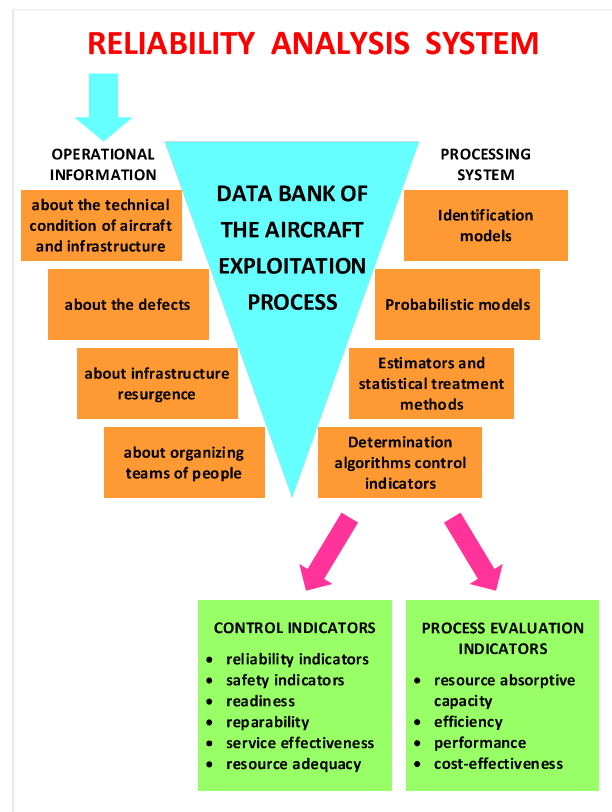 RELIABILITY ANALYSIS SYSTEM
OPERATIONAL
INFORMATION
about the technical
condition of aircraft
and infrastructure
about the defects
about infrastructure
resurgence
about organizing
teams of people
DATA BANK OF
THE AIRCRAFT
EXPLOITATION
PROCESS
PROCESSING
SYSTEM
Identification
models
Probabilistic models
Estimators and
statistical treatment
methods
Determination
algorithms control
indicators
CONTROL INDICATORS
• reliability indicators
• safety indicators
• readiness
• reparability
• service effectiveness
• resource adequacy
PROCESS EVALUATION
INDICATORS
• resource absorptive
capacity
• efficiency
• performance
• cost-effectiveness